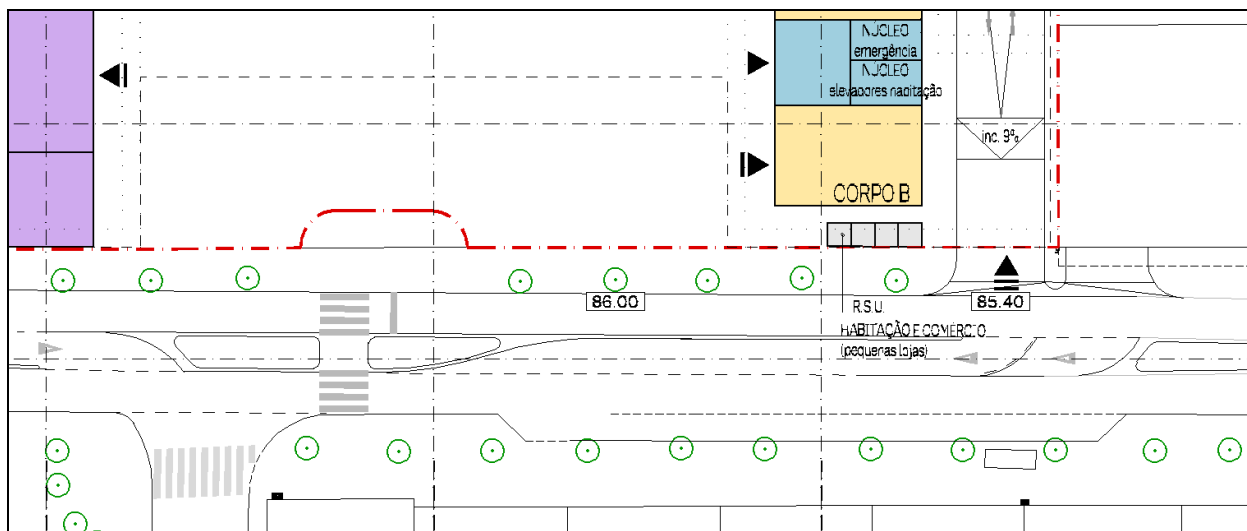 NÚCLEO
emergência
NÚCLEO
elevadores habitação
inc. 9%
CORPO B
86.00
85.40
R.S.U.
HABITAÇÃO E COMÉRCIO
(pequenas lojas)